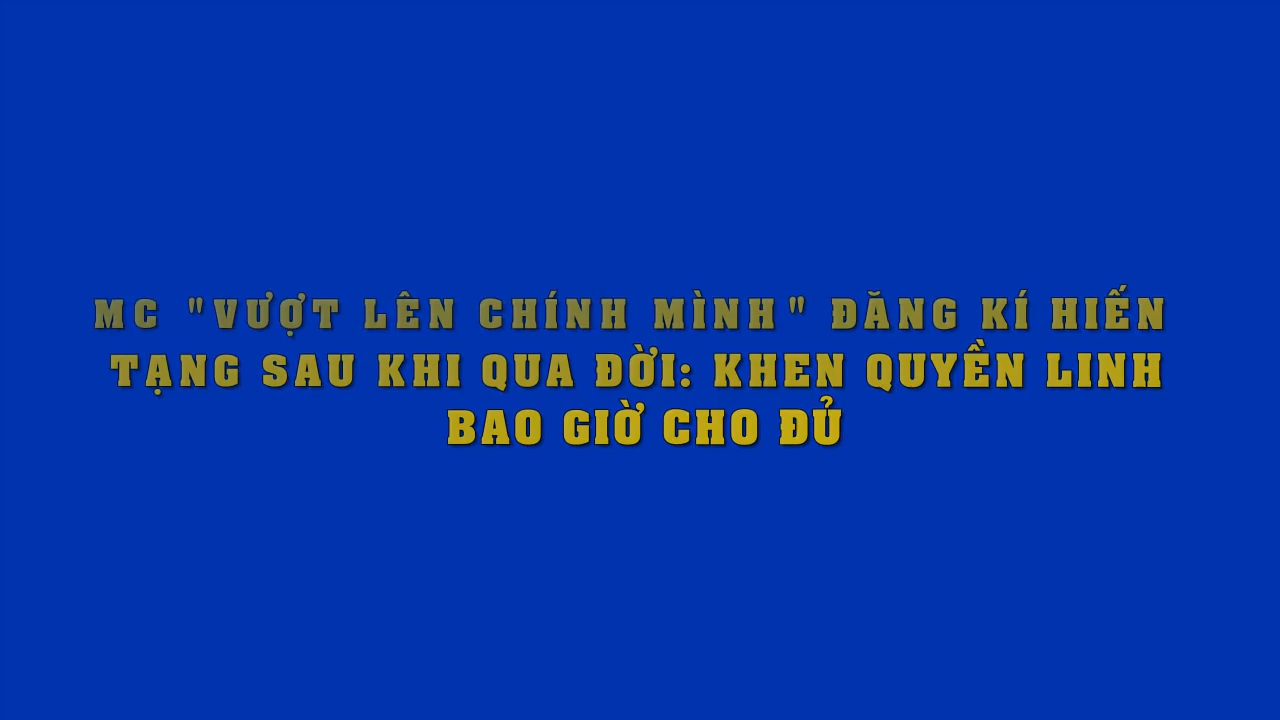 MC "VƯỢT LÊN CHÍNH MÌNH" ĐĂNG KÍ HIẾN
TẠNG SAU KHI QUA ĐỜI: KHEN QUYỀN LINH
BAO GIỜ CHO ĐỦ